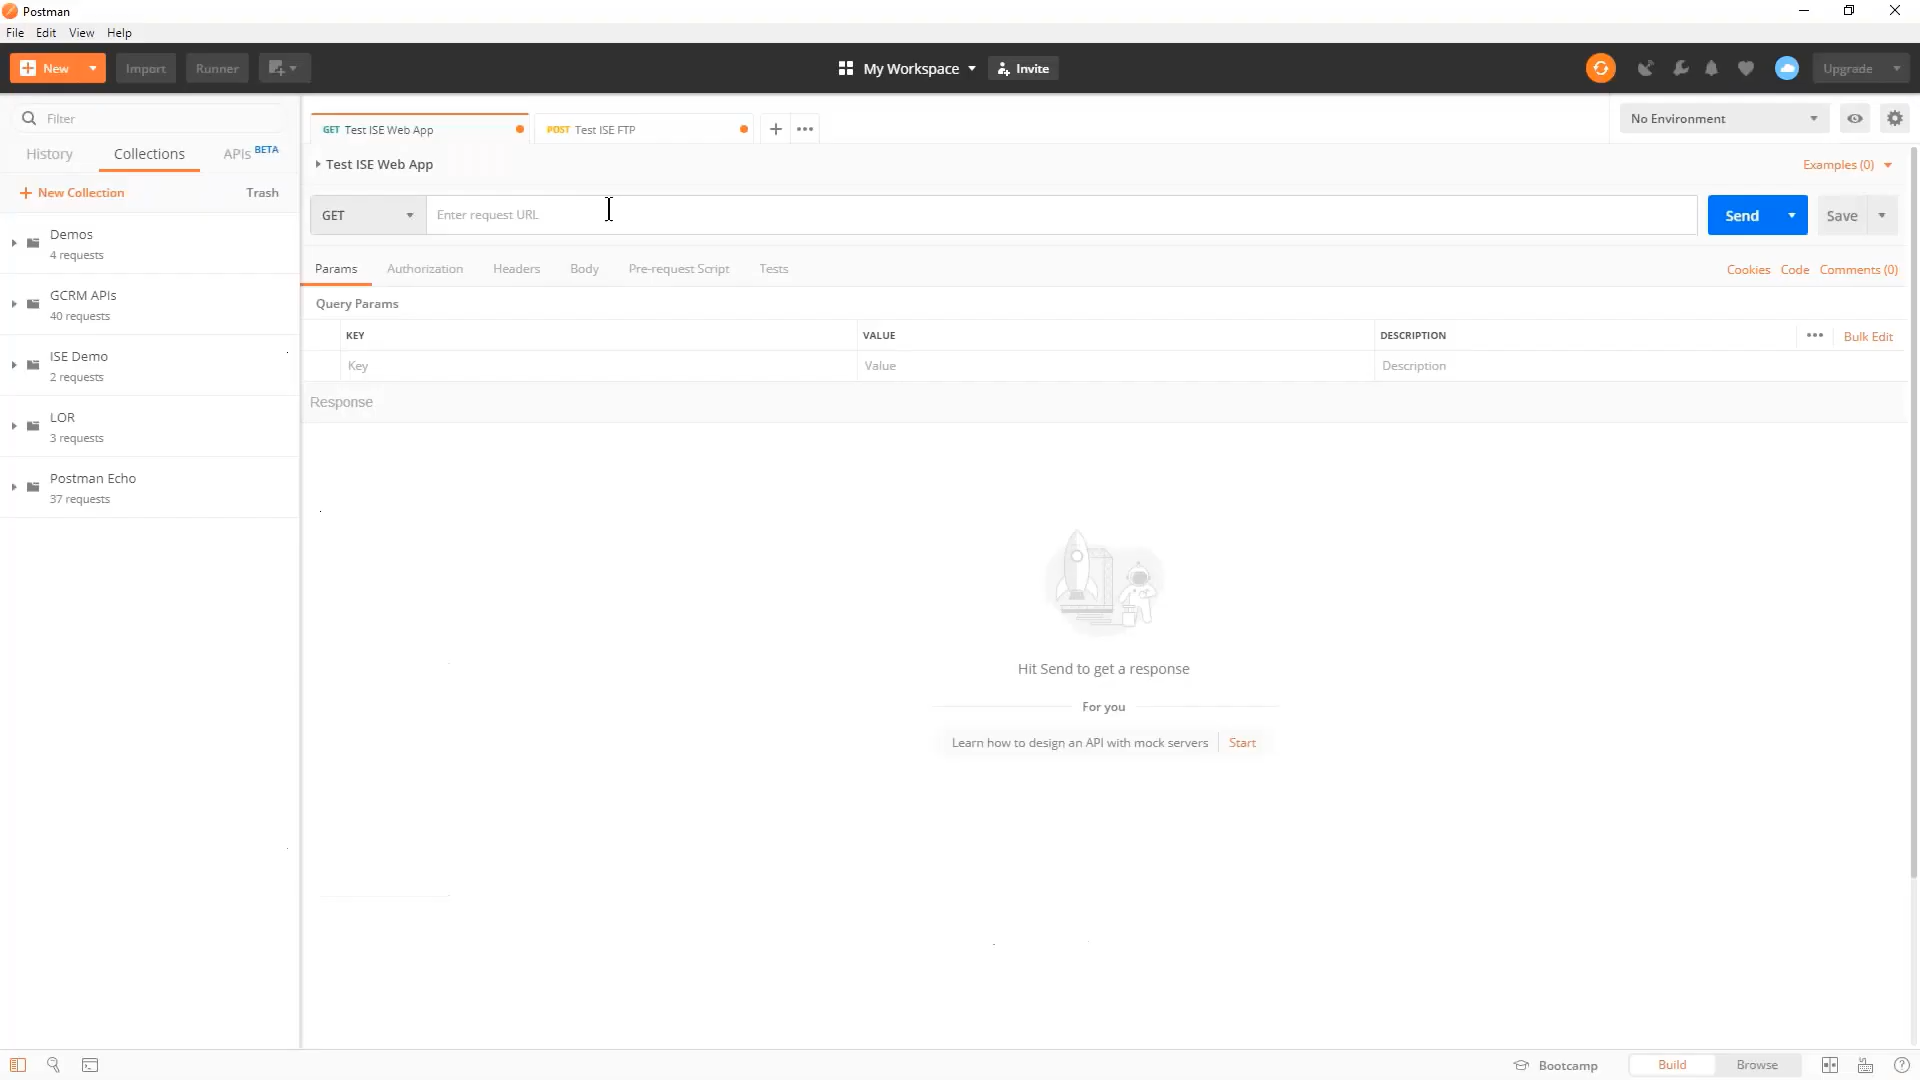 Postman
File Edit View Help
New Import Runner My Workspace Invite Upgrade
Filter
History Collections APIs BETA
New Collection Trash
Demos
4 requests
GCRM APIs
40 requests
ISE Demo
2 requests
LOR
3 requests
Postman Echo
37 requests
GET Test ISE Web App POST Test ISE FTP No Environment
Test ISE Web App Examples (0)
GET Enter request URL Send Save
Params Authorization Headers Body Pre-request Script Tests Cookies Code Comments (0)
Query Params
KEY VALUE DESCRIPTION Bulk Edit
Key Value Description
Response
Hit Send to get a response
For you
Learn how to design an API with mock servers Start
Bootcamp Build Browse